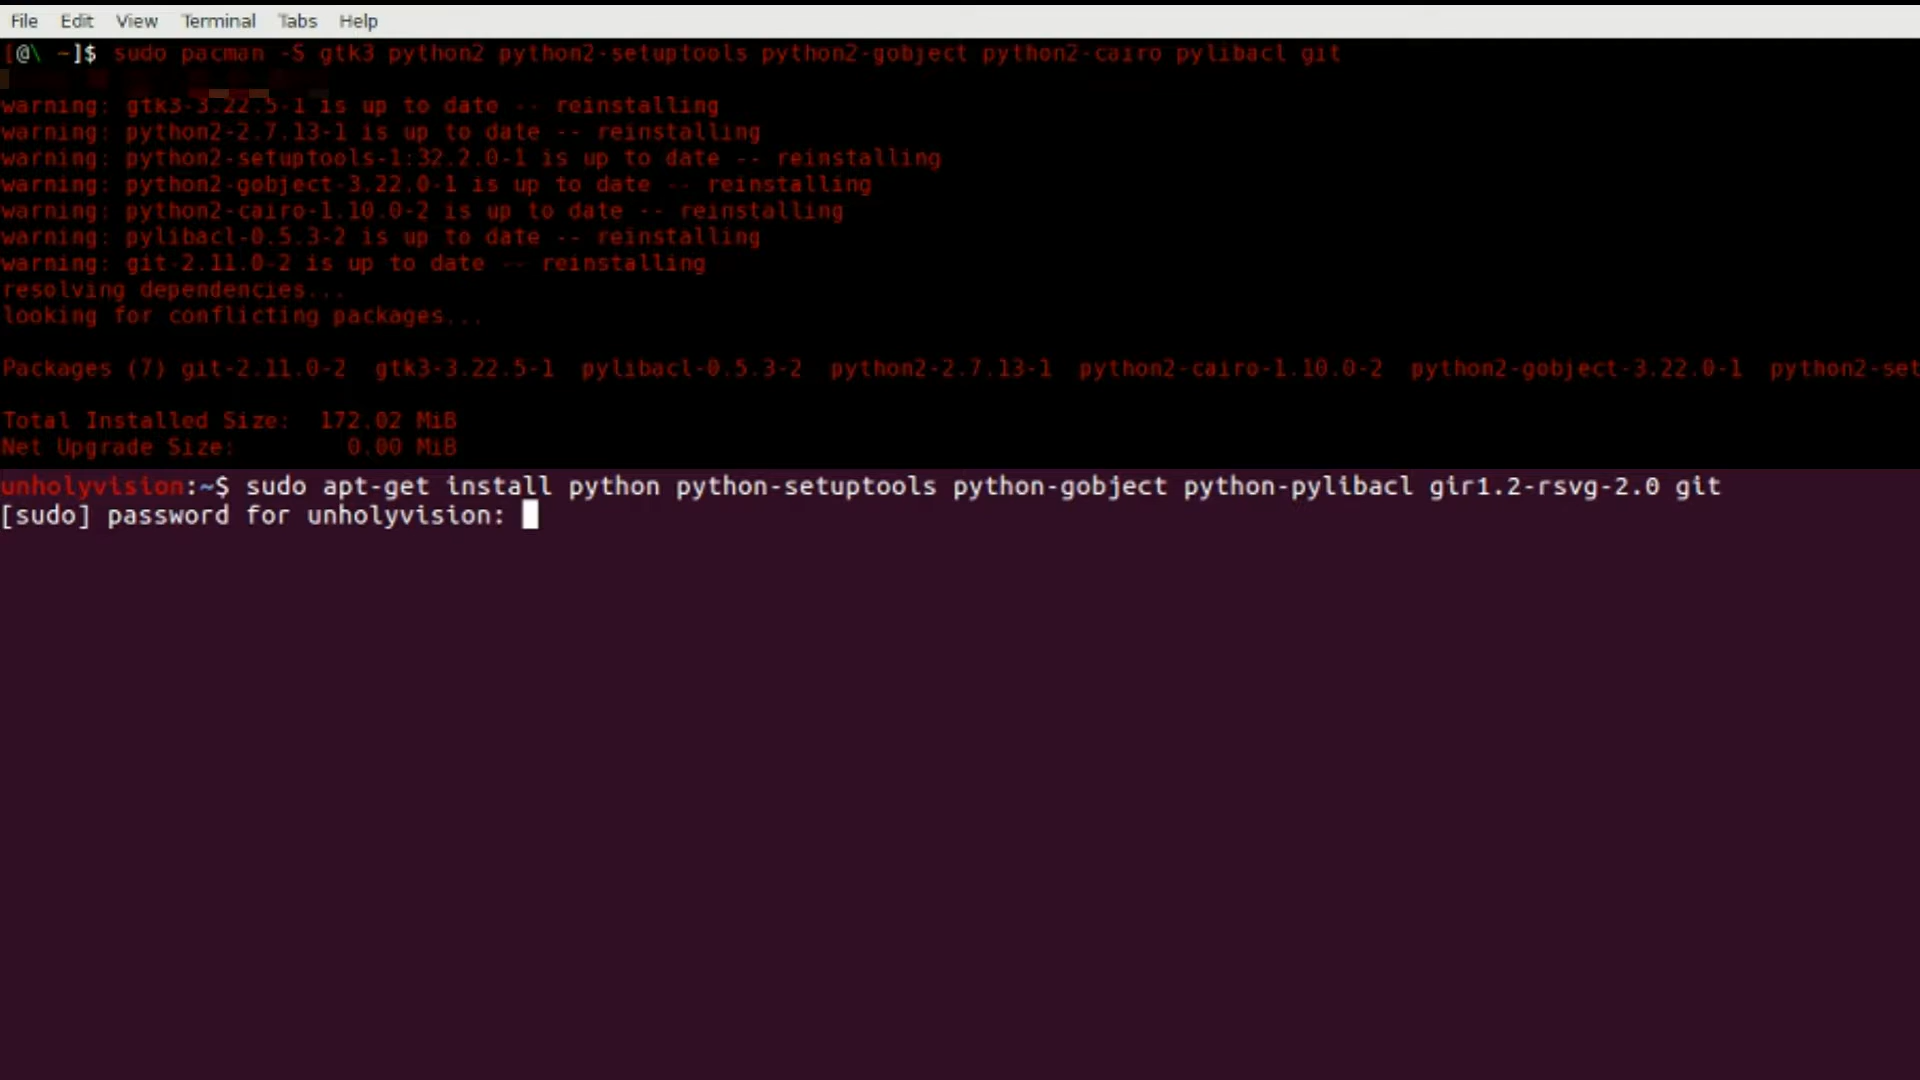 File Edit View Terminal Tabs Help
[@\ ~]$ sudo pacman -S gtk3 python2 python2-setuptools python2-gobject python2-cairo pylibacl git
warning: gtk3-3.22.5-1 is up to date -- reinstalling
warning: python2-2.7.13-1 is up to date -- reinstalling
warning: python2-setuptools-1:32.2.0-1 is up to date -- reinstalling
warning: python2-gobject-3.22.0-1 is up to date -- reinstalling
warning: python2-cairo-1.10.0-2 is up to date -- reinstalling
warning: pylibacl-0.5.3-2 is up to date -- reinstalling
warning: git-2.11.0-2 is up to date -- reinstalling
resolving dependencies...
looking for conflicting packages...
Packages (7) git-2.11.0-2 gtk3-3.22.5-1 pylibacl-0.5.3-2 python2-2.7.13-1 python2-cairo-1.10.0-2 python2-gobject-3.22.0-1 python2-set
Total Installed Size: 172.02 MiB
Net Upgrade Size: 0.00 MiB
unholyvision:~$ sudo apt-get install python python-setuptools python-gobject python-pylibacl gir1.2-rsvg-2.0 git
[sudo] password for unholyvision: